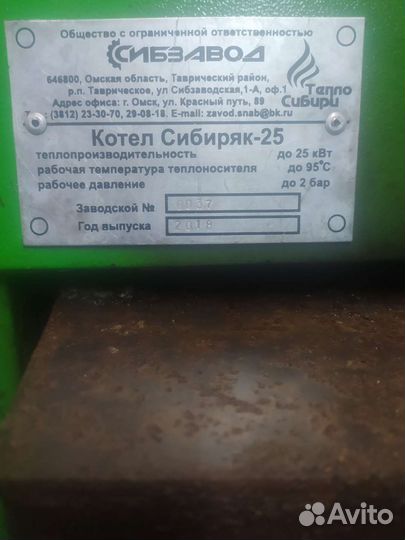 Общество с ограниченной ответственностью
СИБЗАВОД
Тепло Сибири
646800, Омская область, Таврический район,
р.п. Таврическое, ул Сибзаводская,1-А, оф.1
Адрес офиса: г. Омск, ул. Красный путь, 89
Тел: (3812) 23-30-70, 29-08-18. E-mail: zavod.snab@bk.ru
Котел Сибиряк-25
теплопроизводительность до 25 кВт
рабочая температура теплоносителя до 95°С
рабочее давление до 2 бар
Заводской № 0037
Год выпуска 2018
Avito